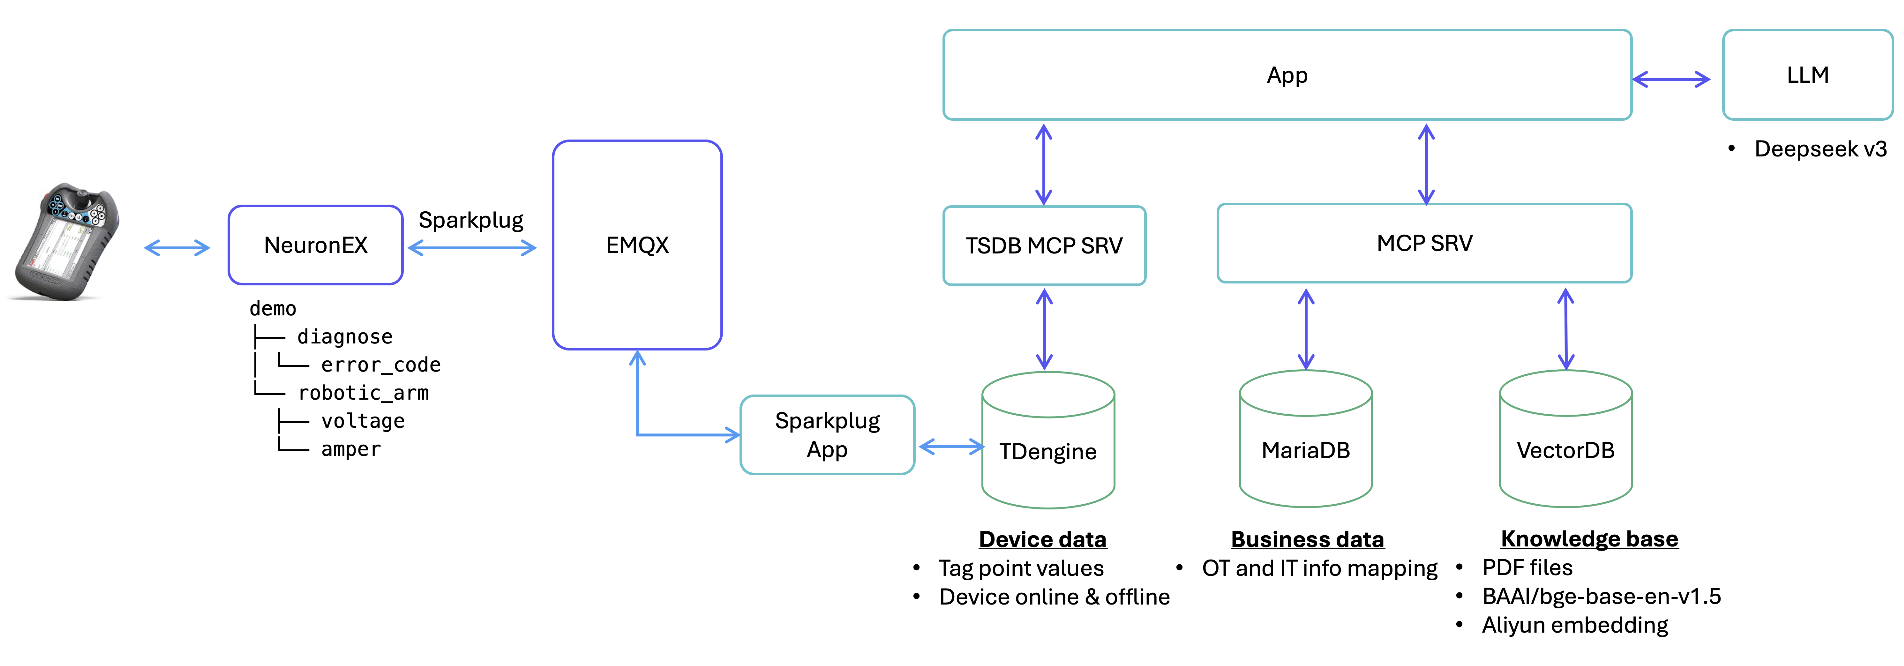 App
LLM
• Deepseek v3
NeuronEX
Sparkplug
EMQX
TSDB MCP SRV
MCP SRV
demo
├── diagnose
│ └── error_code
└── robotic_arm
├── voltage
└── amper
Sparkplug
App
TDengine
MariaDB
VectorDB
Device data
• Tag point values
• Device online & offline
Business data
• OT and IT info mapping
Knowledge base
• PDF files
• BAAI/bge-base-en-v1.5
• Aliyun embedding